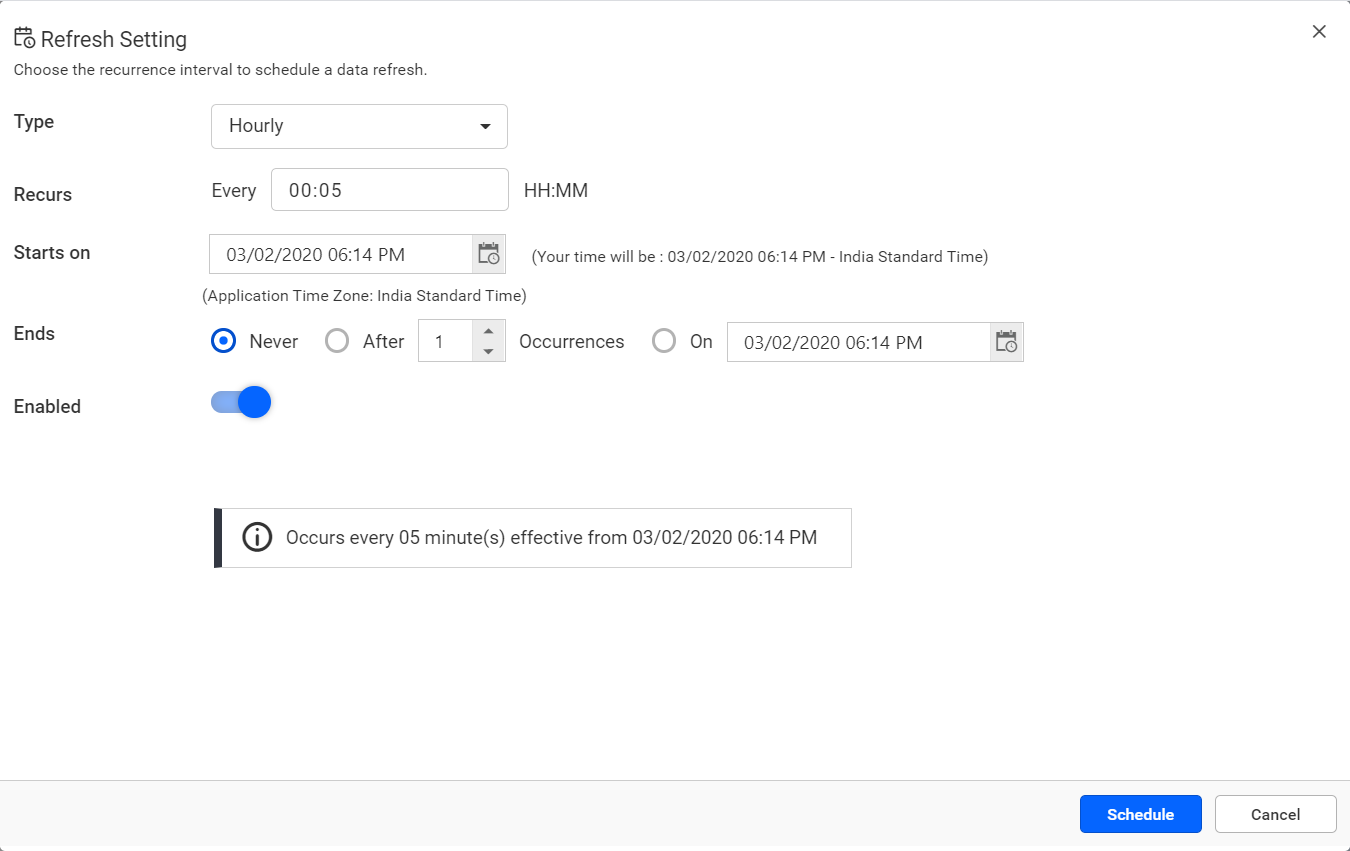 Refresh Setting
Choose the recurrence interval to schedule a data refresh.
Type Hourly
Recurs Every 00:05 HH:MM
Starts on 03/02/2020 06:14 PM (Your time will be : 03/02/2020 06:14 PM - India Standard Time)
(Application Time Zone: India Standard Time)
Ends Never After 1 Occurrences On 03/02/2020 06:14 PM
Enabled
Occurs every 05 minute(s) effective from 03/02/2020 06:14 PM
Schedule Cancel